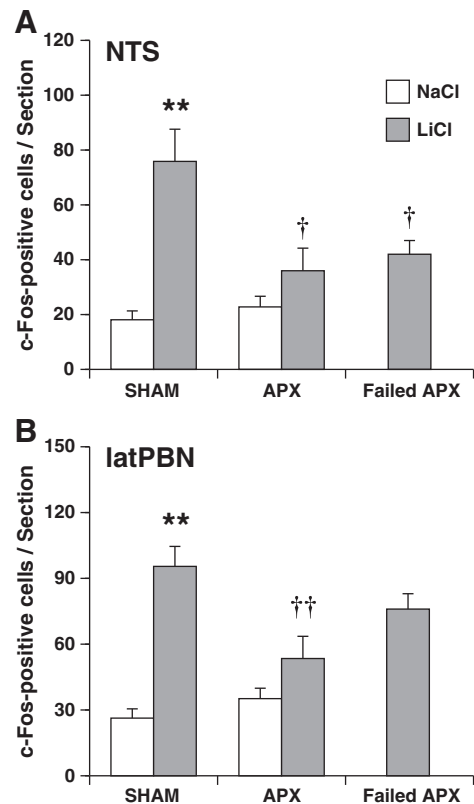 A
NTS
c-Fos-positive cells / Section
120
100
80
60
40
20
0
NaCl
LiCl
**
†
†
SHAM APX Failed APX
B
latPBN
c-Fos-positive cells / Section
150
120
90
60
30
0
**
††
SHAM APX Failed APX